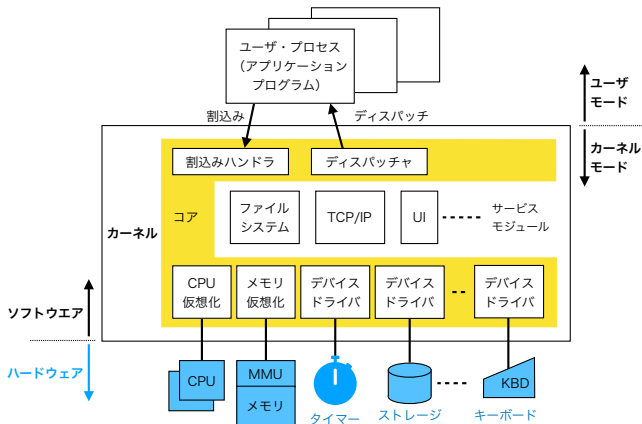 ユーザ・プロセス
（アプリケーション
プログラム）
割込み
ディスパッチ
ユーザ
モード
カーネル
モード
割込みハンドラ
ディスパッチャ
コア
カーネル
ファイル
システム
TCP/IP
UI
サービス
モジュール
CPU
仮想化
メモリ
仮想化
デバイス
ドライバ
デバイス
ドライバ
デバイス
ドライバ
ソフトウエア
ハードウェア
CPU
MMU
メモリ
タイマー
ストレージ
KBD
キーボード